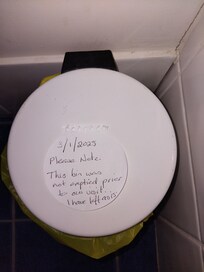 3/1/2023
Please Note.
This bin was
not emptied prior
to our visit.